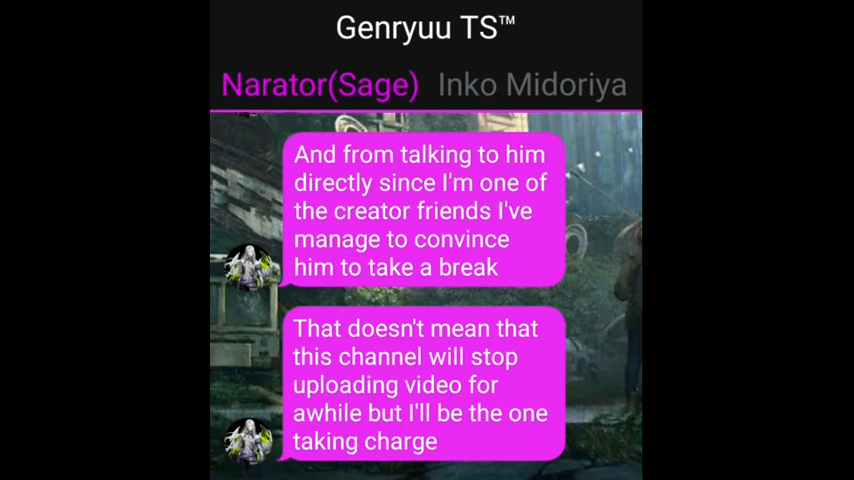 Genryuu TS™
Narator(Sage) Inko Midoriya
And from talking to him
directly since I'm one of
the creator friends I've
manage to convince
him to take a break
That doesn't mean that
this channel will stop
uploading video for
awhile but I'll be the one
taking charge